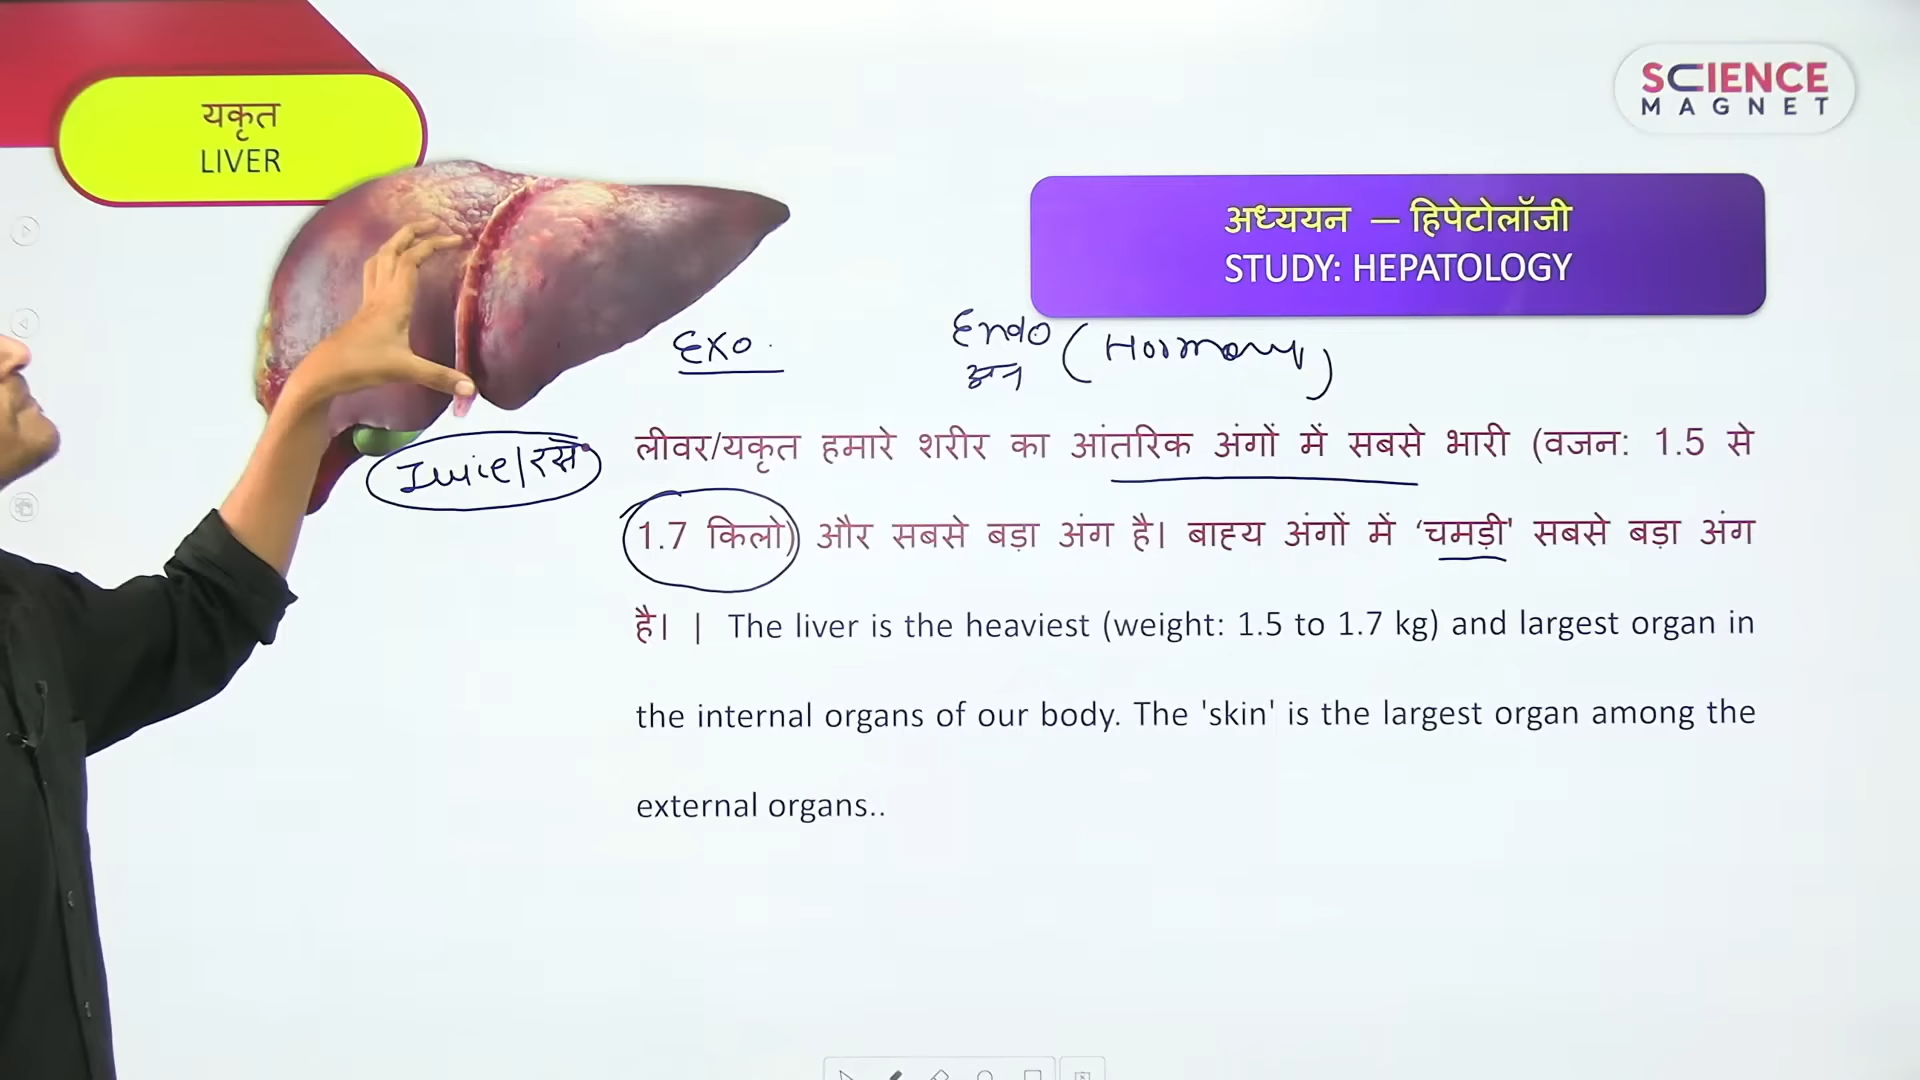 यकृत
LIVER
SCIENCE
MAGNET
अध्ययन – हिपेटोलॉजी
STUDY: HEPATOLOGY
Exo.
Endo (Hormony)
अन्त
Juice/रस
लीवर/यकृत हमारे शरीर का आंतरिक अंगों में सबसे भारी (वजन: 1.5 से
1.7 किलो) और सबसे बड़ा अंग है। बाह्य अंगों में ‘चमड़ी' सबसे बड़ा अंग
है। | The liver is the heaviest (weight: 1.5 to 1.7 kg) and largest organ in
the internal organs of our body. The 'skin' is the largest organ among the
external organs..